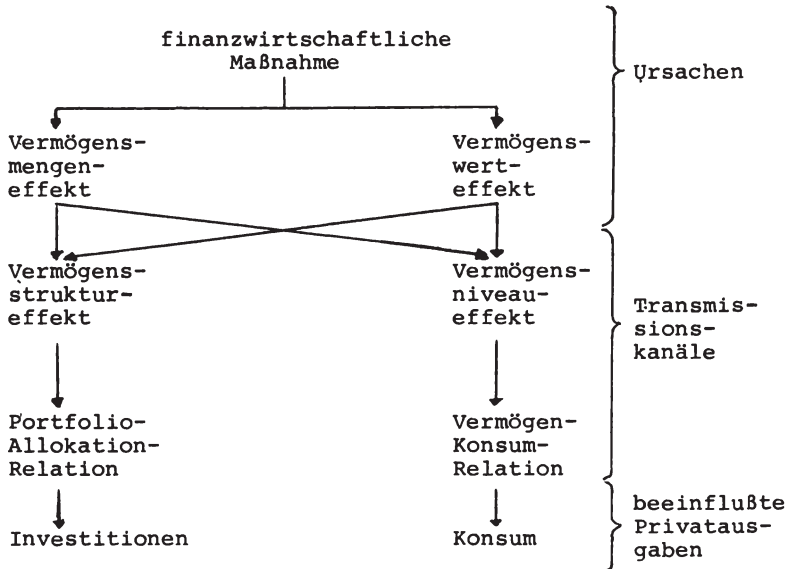 finanzwirtschaftliche
Maßnahme
Ursachen
Vermögens-
mengen-
effekt
Vermögens-
wert-
effekt
Vermögens-
struktur-
effekt
Vermögens-
niveau-
effekt
Transmis-
sions-
kanäle
Portfolio-
Allokation-
Relation
Vermögen-
Konsum-
Relation
Investitionen
Konsum
beeinflußte
Privataus-
gaben